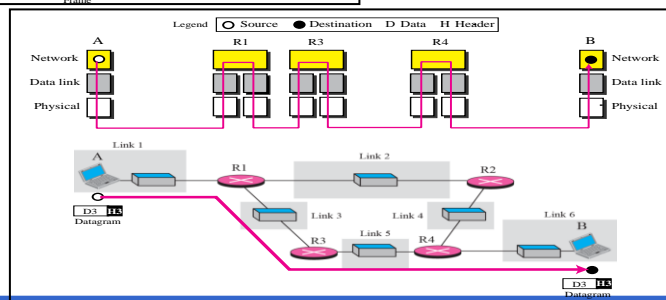 Frame
Legend Source Destination D Data H Header
A R1 R3 R4 B
Network Network
Data link Data link
Physical Physical
Link 1
A
R1
Link 2
R2
D3 H3
Datagram
Link 3
Link 4
Link 6
B
R3
Link 5
R4
D3 H3
Datagram